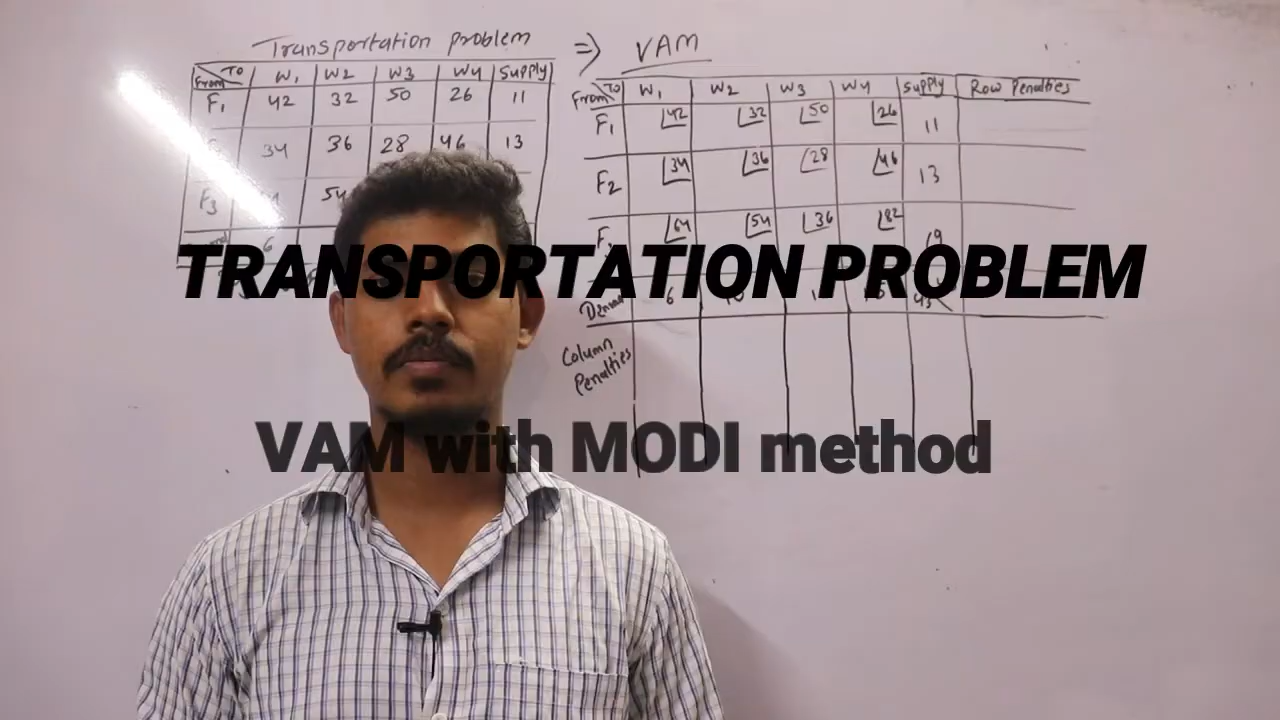 Transportation problem => VAM
From To W1 W2 W3 W4 Supply
F1 42 32 50 26 11
34 36 28 46 13
F3 54
6
From To W1 W2 W3 W4 Supply Row Penalties
F1 42 32 50 26 11
F2 34 36 28 46 13
F 64 54 36 82 19
6 43
Column Penalties
TRANSPORTATION PROBLEM
VAM with MODI method